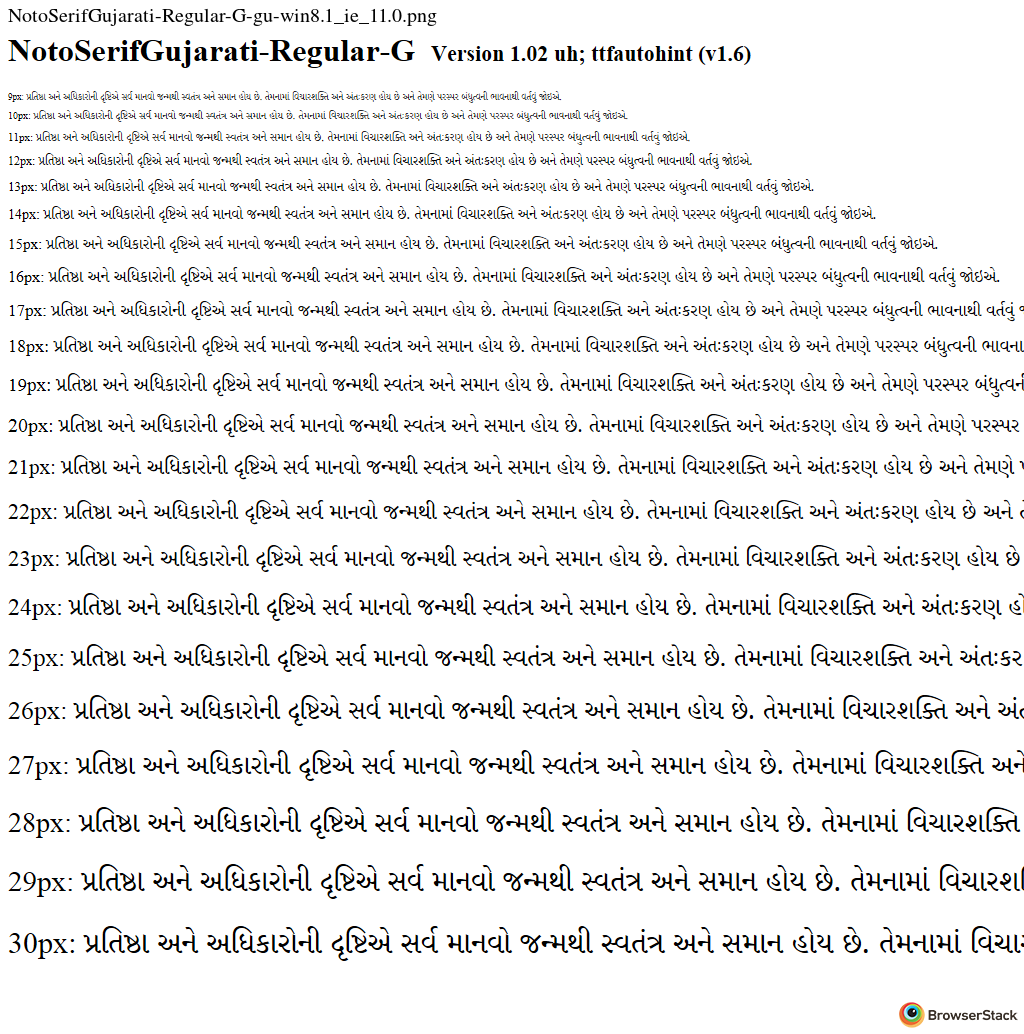 NotoSerifGujarati-Regular-G-gu-win8.1_ie_11.0.png
NotoSerifGujarati-Regular-G Version 1.02 uh; ttfautohint (v1.6)
9px: પ્રતિષ્ઠા અને અધિકારોની દૃષ્ટિએ સર્વ માનવો જન્મથી સ્વતંત્ર અને સમાન હોય છે. તેમનામાં વિચારશક્તિ અને અંતઃકરણ હોય છે અને તેમણે પરસ્પર બંધુત્વની ભાવનાથી વર્તવું જોઇએ.
10px: પ્રતિષ્ઠા અને અધિકારોની દૃષ્ટિએ સર્વ માનવો જન્મથી સ્વતંત્ર અને સમાન હોય છે. તેમનામાં વિચારશક્તિ અને અંતઃકરણ હોય છે અને તેમણે પરસ્પર બંધુત્વની ભાવનાથી વર્તવું જોઇએ.
11px: પ્રતિષ્ઠા અને અધિકારોની દૃષ્ટિએ સર્વ માનવો જન્મથી સ્વતંત્ર અને સમાન હોય છે. તેમનામાં વિચારશક્તિ અને અંતઃકરણ હોય છે અને તેમણે પરસ્પર બંધુત્વની ભાવનાથી વર્તવું જોઇએ.
12px: પ્રતિષ્ઠા અને અધિકારોની દૃષ્ટિએ સર્વ માનવો જન્મથી સ્વતંત્ર અને સમાન હોય છે. તેમનામાં વિચારશક્તિ અને અંતઃકરણ હોય છે અને તેમણે પરસ્પર બંધુત્વની ભાવનાથી વર્તવું જોઇએ.
13px: પ્રતિષ્ઠા અને અધિકારોની દૃષ્ટિએ સર્વ માનવો જન્મથી સ્વતંત્ર અને સમાન હોય છે. તેમનામાં વિચારશક્તિ અને અંતઃકરણ હોય છે અને તેમણે પરસ્પર બંધુત્વની ભાવનાથી વર્તવું જોઇએ.
14px: પ્રતિષ્ઠા અને અધિકારોની દૃષ્ટિએ સર્વ માનવો જન્મથી સ્વતંત્ર અને સમાન હોય છે. તેમનામાં વિચારશક્તિ અને અંતઃકરણ હોય છે અને તેમણે પરસ્પર બંધુત્વની ભાવનાથી વર્તવું જોઇએ.
15px: પ્રતિષ્ઠા અને અધિકારોની દૃષ્ટિએ સર્વ માનવો જન્મથી સ્વતંત્ર અને સમાન હોય છે. તેમનામાં વિચારશક્તિ અને અંતઃકરણ હોય છે અને તેમણે પરસ્પર બંધુત્વની ભાવનાથી વર્તવું જોઇએ.
16px: પ્રતિષ્ઠા અને અધિકારોની દૃષ્ટિએ સર્વ માનવો જન્મથી સ્વતંત્ર અને સમાન હોય છે. તેમનામાં વિચારશક્તિ અને અંતઃકરણ હોય છે અને તેમણે પરસ્પર બંધુત્વની ભાવનાથી વર્તવું જોઇએ.
17px: પ્રતિષ્ઠા અને અધિકારોની દૃષ્ટિએ સર્વ માનવો જન્મથી સ્વતંત્ર અને સમાન હોય છે. તેમનામાં વિચારશક્તિ અને અંતઃકરણ હોય છે અને તેમણે પરસ્પર બંધુત્વની ભાવનાથી વર્તવું
18px: પ્રતિષ્ઠા અને અધિકારોની દૃષ્ટિએ સર્વ માનવો જન્મથી સ્વતંત્ર અને સમાન હોય છે. તેમનામાં વિચારશક્તિ અને અંતઃકરણ હોય છે અને તેમણે પરસ્પર બંધુત્વની ભાવના
19px: પ્રતિષ્ઠા અને અધિકારોની દૃષ્ટિએ સર્વ માનવો જન્મથી સ્વતંત્ર અને સમાન હોય છે. તેમનામાં વિચારશક્તિ અને અંતઃકરણ હોય છે અને તેમણે પરસ્પર બંધુત્વની
20px: પ્રતિષ્ઠા અને અધિકારોની દૃષ્ટિએ સર્વ માનવો જન્મથી સ્વતંત્ર અને સમાન હોય છે. તેમનામાં વિચારશક્તિ અને અંતઃકરણ હોય છે અને તેમણે પરસ્પર
21px: પ્રતિષ્ઠા અને અધિકારોની દૃષ્ટિએ સર્વ માનવો જન્મથી સ્વતંત્ર અને સમાન હોય છે. તેમનામાં વિચારશક્તિ અને અંતઃકરણ હોય છે અને તેમણે
22px: પ્રતિષ્ઠા અને અધિકારોની દૃષ્ટિએ સર્વ માનવો જન્મથી સ્વતંત્ર અને સમાન હોય છે. તેમનામાં વિચારશક્તિ અને અંતઃકરણ હોય છે અને
23px: પ્રતિષ્ઠા અને અધિકારોની દૃષ્ટિએ સર્વ માનવો જન્મથી સ્વતંત્ર અને સમાન હોય છે. તેમનામાં વિચારશક્તિ અને અંતઃકરણ હોય છે
24px: પ્રતિષ્ઠા અને અધિકારોની દૃષ્ટિએ સર્વ માનવો જન્મથી સ્વતંત્ર અને સમાન હોય છે. તેમનામાં વિચારશક્તિ અને અંતઃકરણ હો
25px: પ્રતિષ્ઠા અને અધિકારોની દૃષ્ટિએ સર્વ માનવો જન્મથી સ્વતંત્ર અને સમાન હોય છે. તેમનામાં વિચારશક્તિ અને અંતઃકર
26px: પ્રતિષ્ઠા અને અધિકારોની દૃષ્ટિએ સર્વ માનવો જન્મથી સ્વતંત્ર અને સમાન હોય છે. તેમનામાં વિચારશક્તિ અને અં
27px: પ્રતિષ્ઠા અને અધિકારોની દૃષ્ટિએ સર્વ માનવો જન્મથી સ્વતંત્ર અને સમાન હોય છે. તેમનામાં વિચારશક્તિ અને
28px: પ્રતિષ્ઠા અને અધિકારોની દૃષ્ટિએ સર્વ માનવો જન્મથી સ્વતંત્ર અને સમાન હોય છે. તેમનામાં વિચારશક્તિ
29px: પ્રતિષ્ઠા અને અધિકારોની દૃષ્ટિએ સર્વ માનવો જન્મથી સ્વતંત્ર અને સમાન હોય છે. તેમનામાં વિચારશ
30px: પ્રતિષ્ઠા અને અધિકારોની દૃષ્ટિએ સર્વ માનવો જન્મથી સ્વતંત્ર અને સમાન હોય છે. તેમનામાં વિચા
BrowserStack